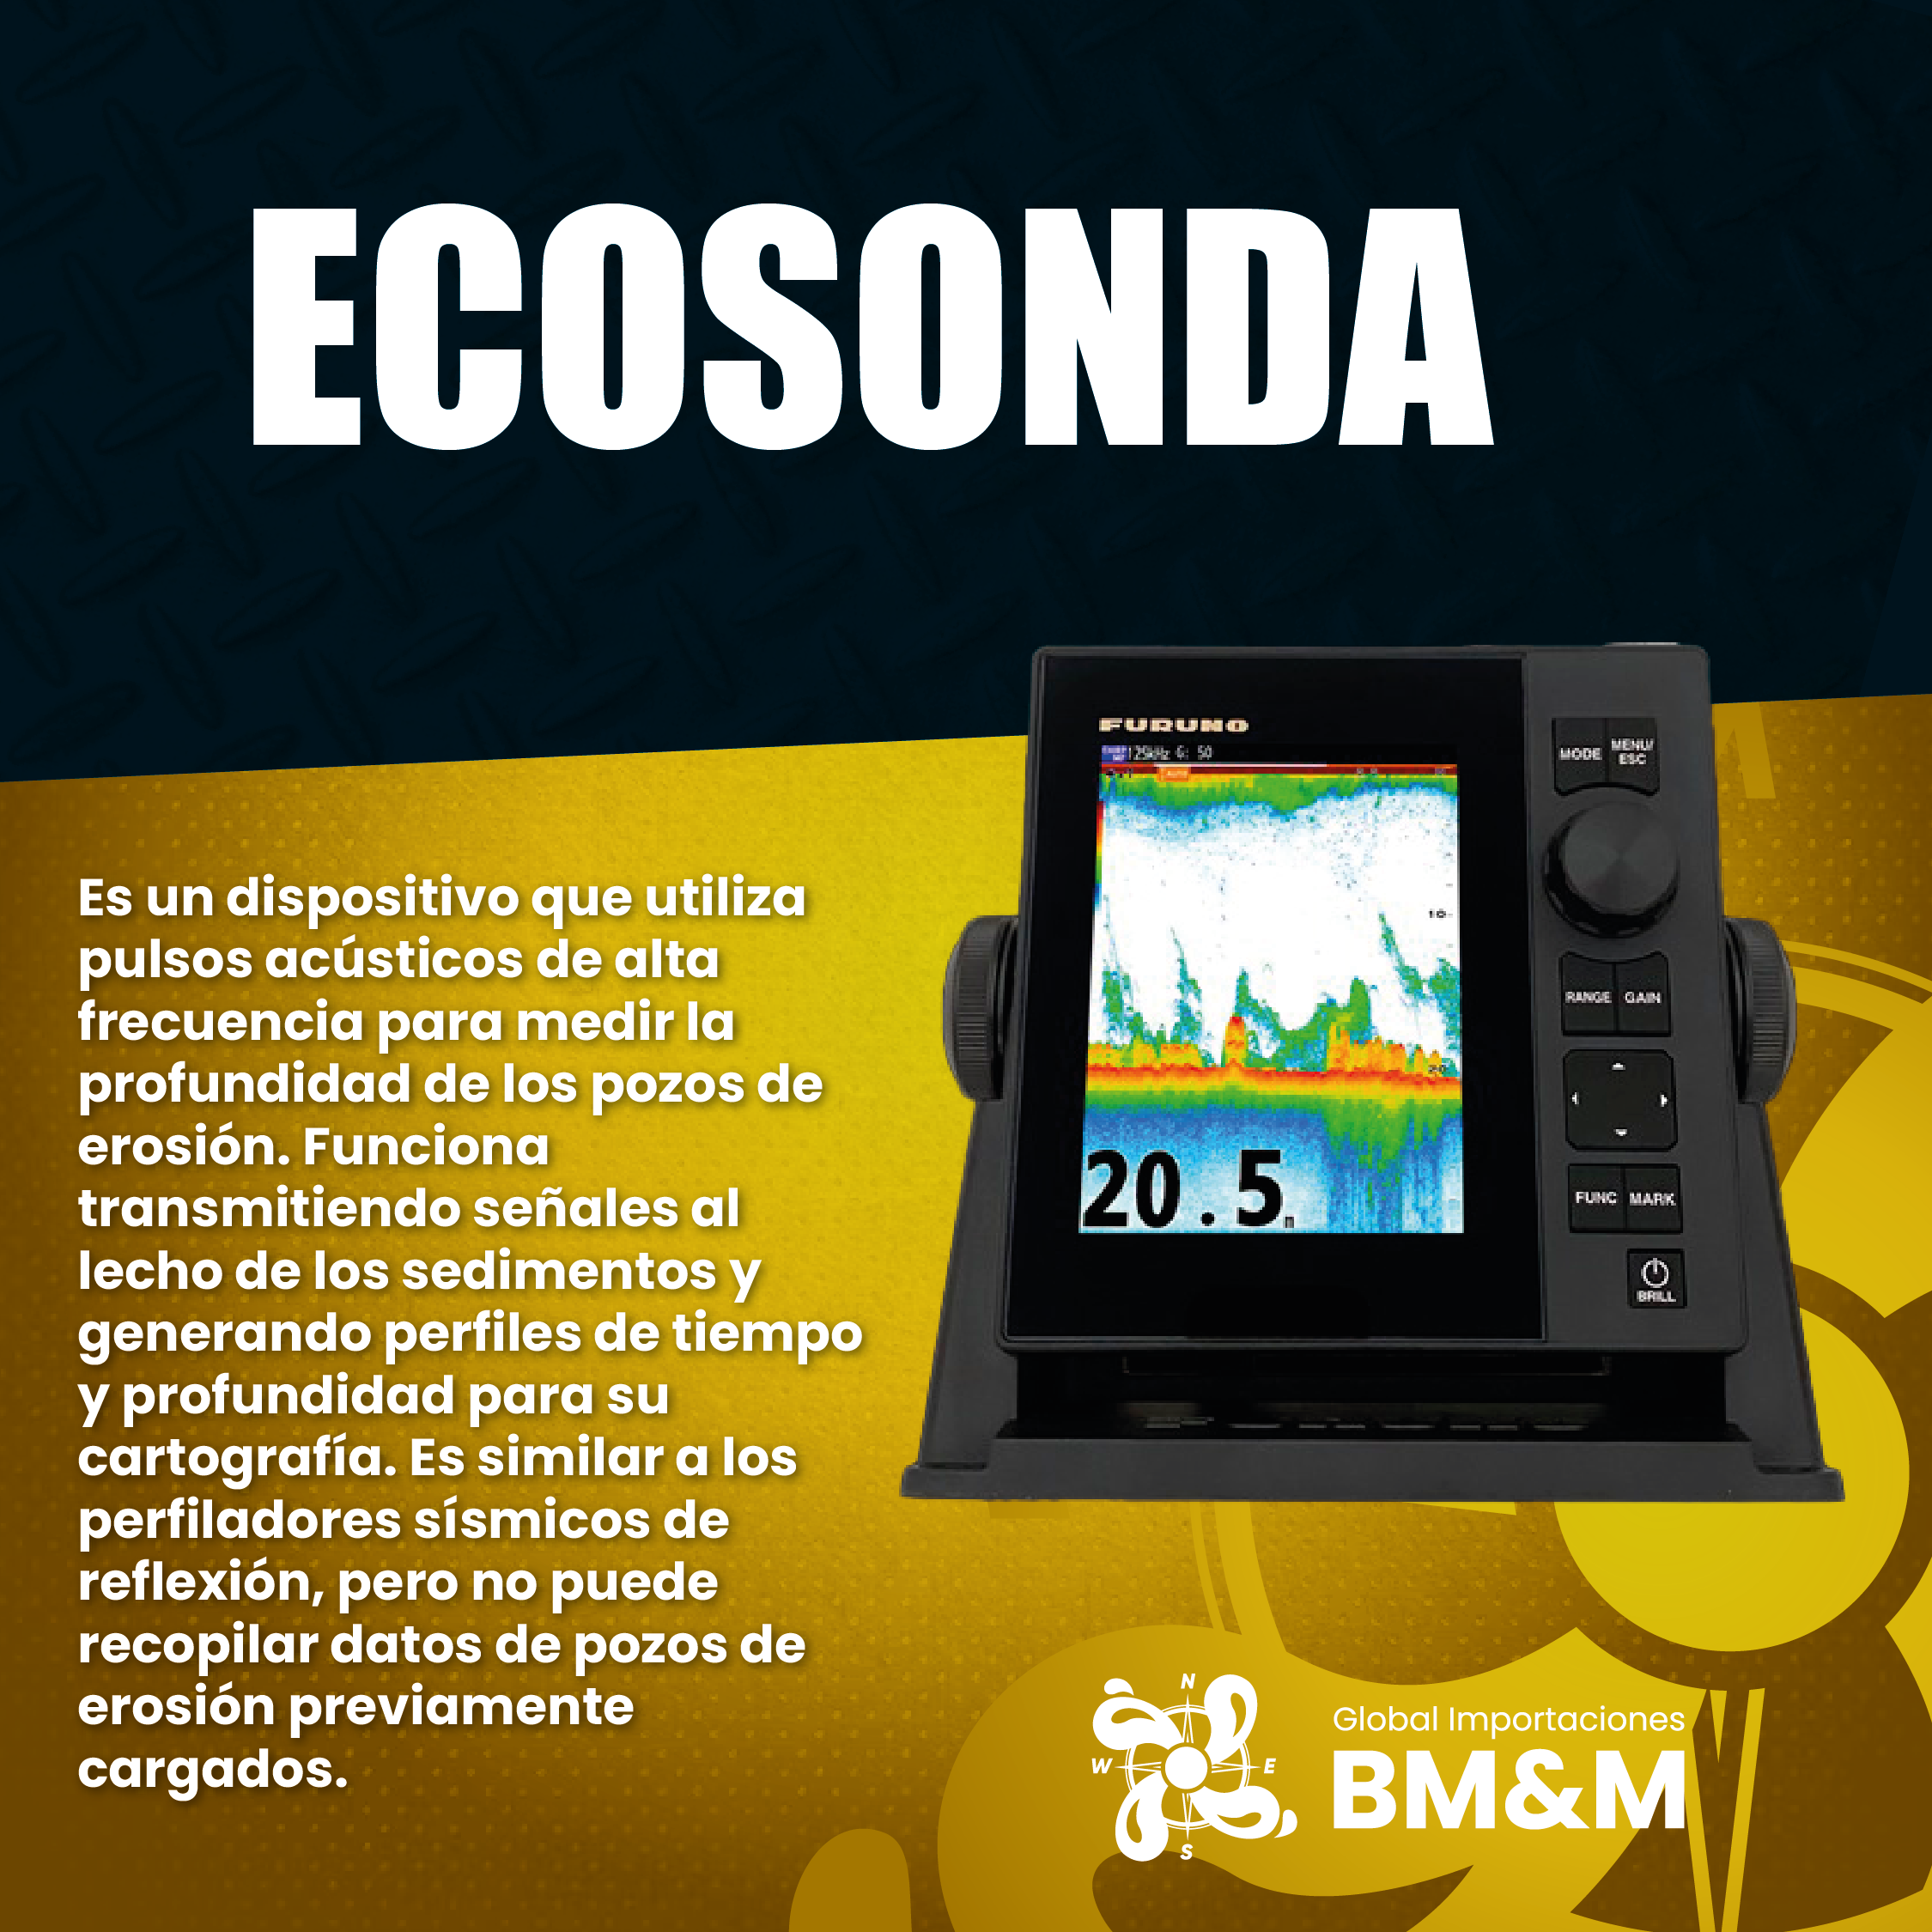 ECOSONDA
Es un dispositivo que utiliza
pulsos acústicos de alta
frecuencia para medir la
profundidad de los pozos de
erosión. Funciona
transmitiendo señales al
lecho de los sedimentos y
generando perfiles de tiempo
y profundidad para su
cartografía. Es similar a los
perfiladores sísmicos de
reflexión, pero no puede
recopilar datos de pozos de
erosión previamente
cargados.
FURUNO
G: 50
10
20
20.5
MODE
MENU/
ESC
RANGE GAIN
FUNC MARK
BRILL
N
W E
S
Global Importaciones
BM&M